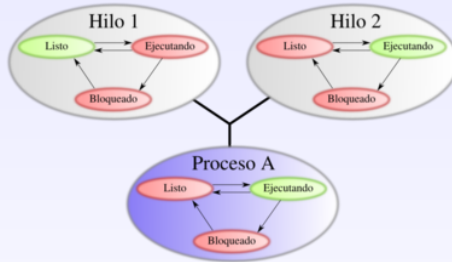 Hilo 1
Listo
Ejecutando
Bloqueado
Hilo 2
Listo
Ejecutando
Bloqueado
Proceso A
Listo
Ejecutando
Bloqueado